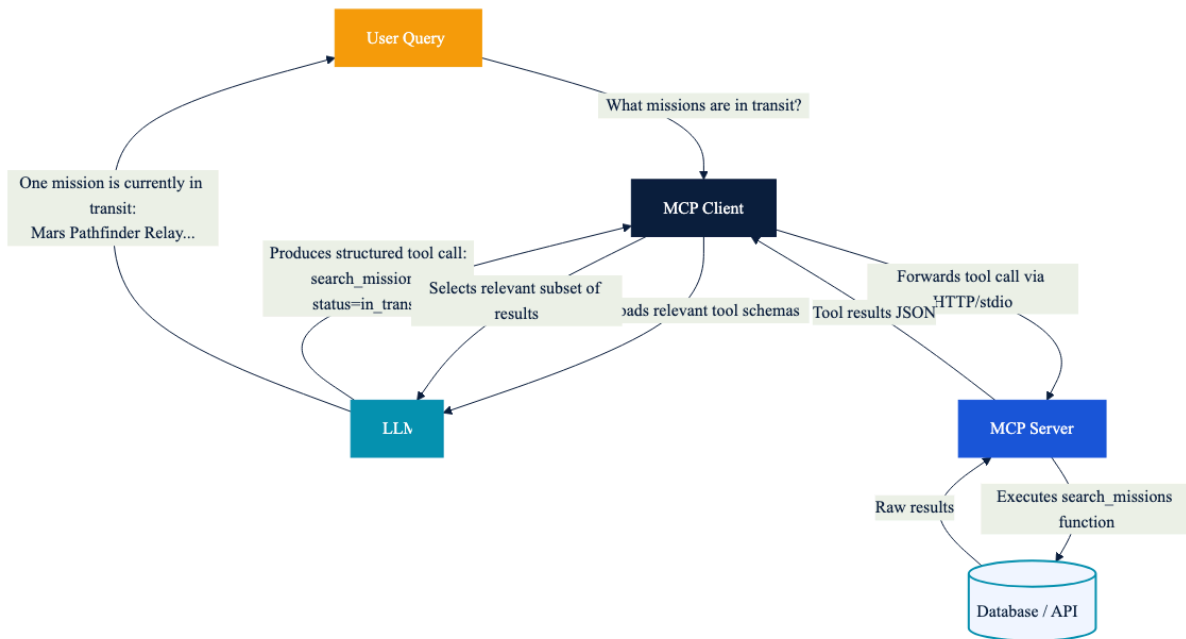 User Query
What missions are in transit?
One mission is currently in
transit:
Mars Pathfinder Relay...
MCP Client
Produces structured tool call:
search_mission
status=in_trans
Selects relevant subset of
results
oads relevant tool schemas
Tool results JSON
Forwards tool call via
HTTP/stdio
LLM
MCP Server
Raw results
Executes search_missions
function
Database / API